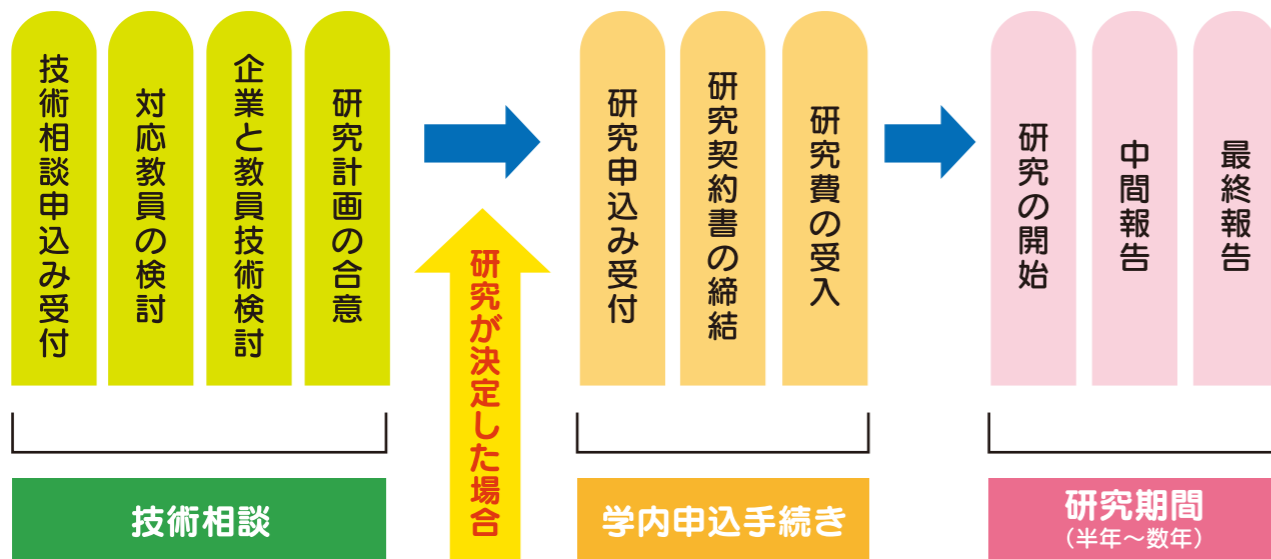 技術相談申込み受付
対応教員の検討
企業と教員技術検討
研究計画の合意
技術相談
研究が決定した場合
研究申込み受付
研究契約書の締結
研究費の受入
学内申込手続き
研究の開始
中間報告
最終報告
研究期間
（半年～数年）